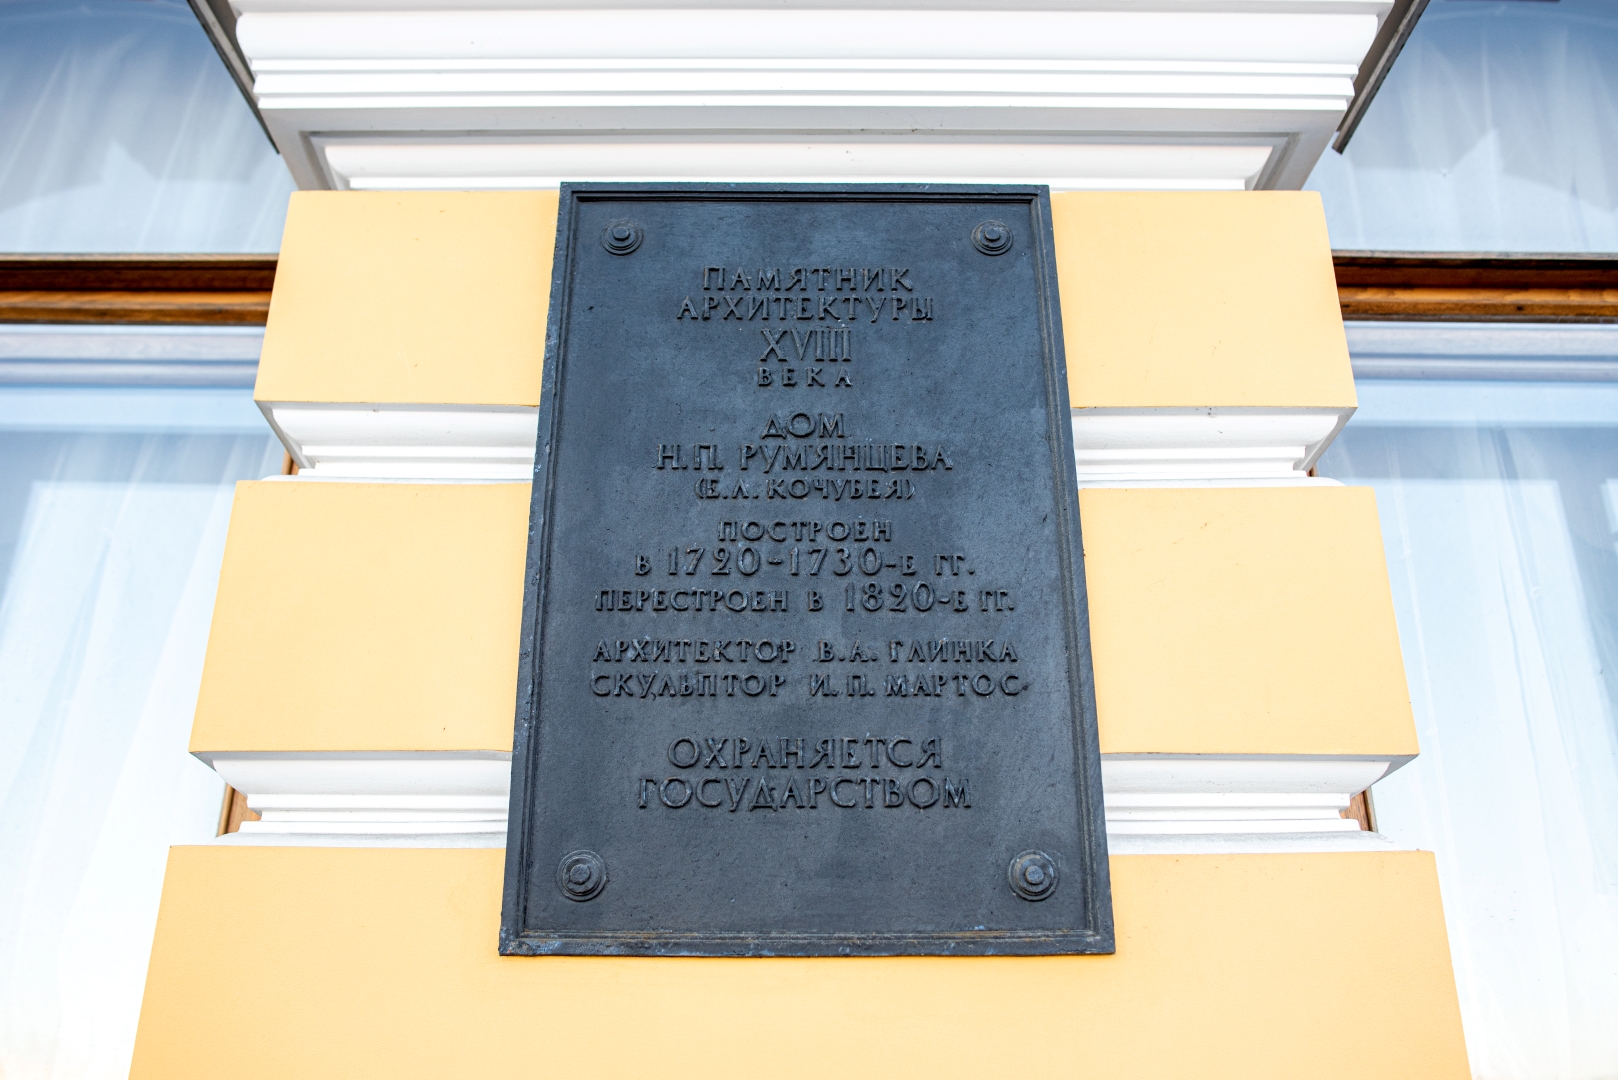 ПАМЯТНИК
АРХИТЕКТУРЫ
XVIII
ВЕКА
ДОМ
Н.П. РУМЯНЦЕВА
(Е.Л. КОЧУБЕЯ)
ПОСТРОЕН
В 1720-1730-Е ГГ.
ПЕРЕСТРОЕН В 1820-Е ГГ.
АРХИТЕКТОР В.А. ГЛИНКА
СКУЛЬПТОР И.П. МАРТОС
ОХРАНЯЕТСЯ
ГОСУДАРСТВОМ